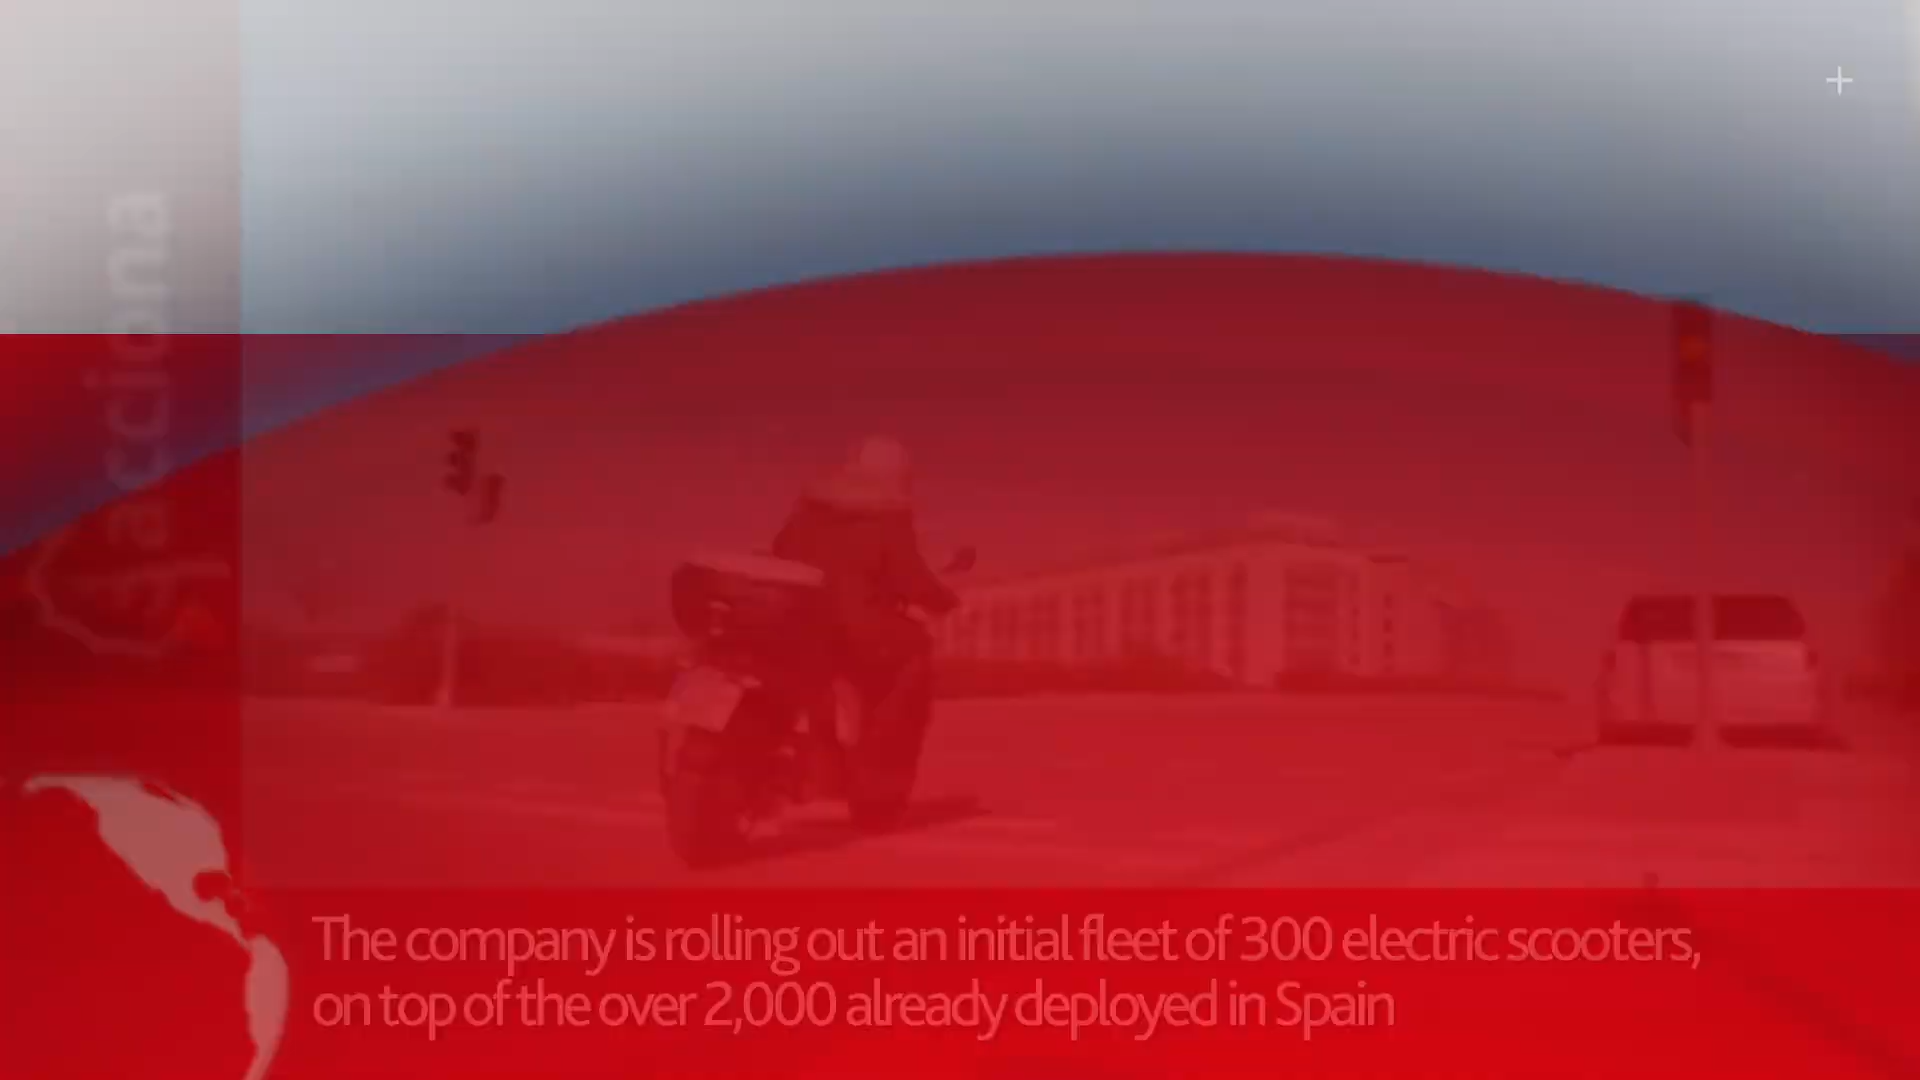 acciona
The company is rolling out an initial fleet of 300 electric scooters,
on top of the over 2,000 already deployed in Spain